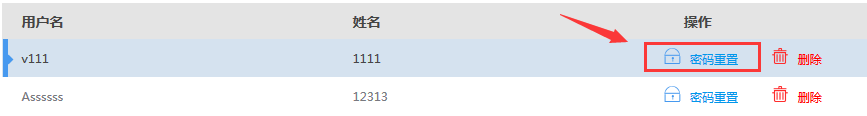 用户名 姓名 操作
v111 1111 密码重置 删除
Assssss 12313 密码重置 删除